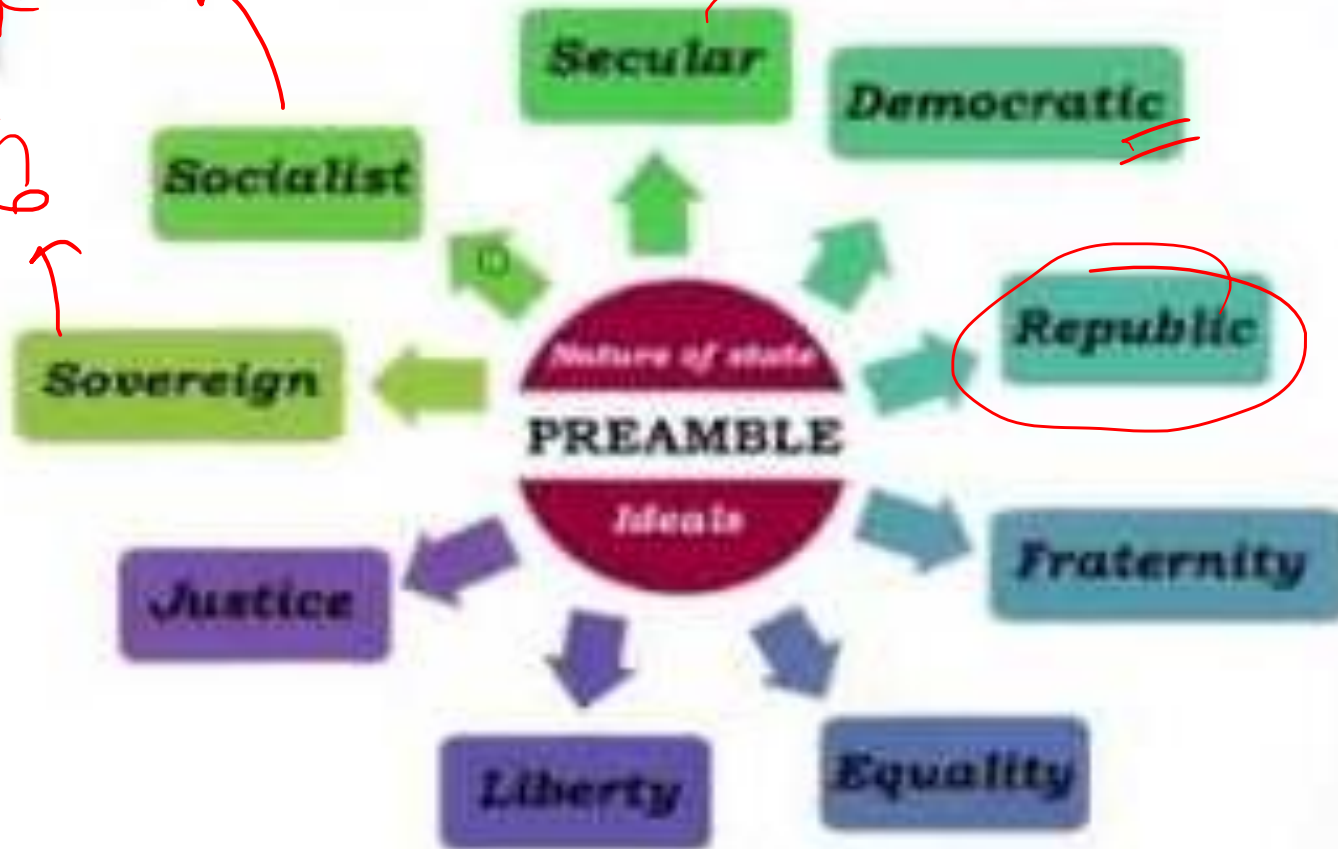 Secular
Democratic
Socialist
Republic
Nature of state
Sovereign
PREAMBLE
Ideals
Fraternity
Justice
Equality
Liberty